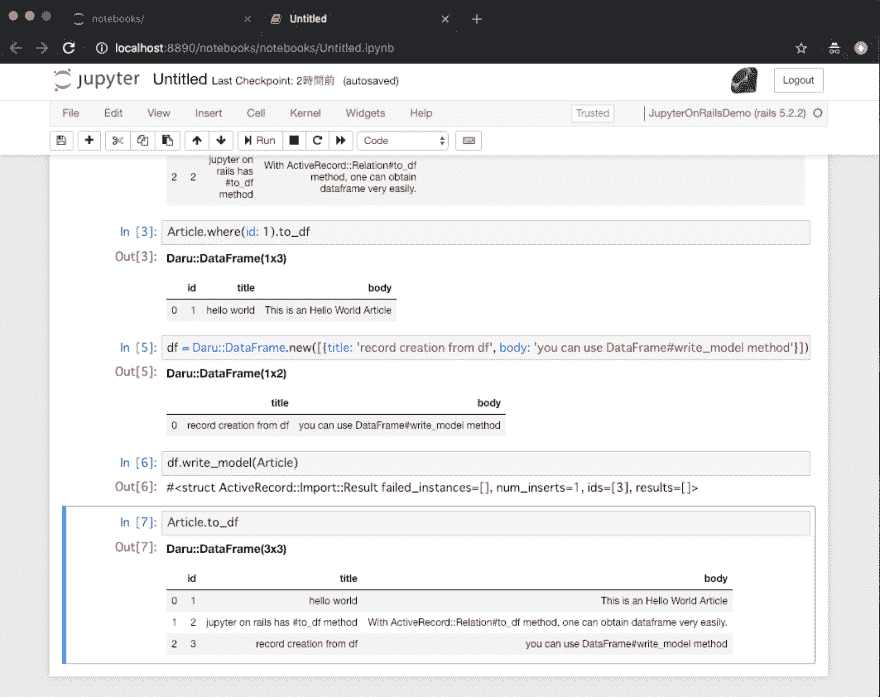 notebooks/
Untitled
localhost:8890/notebooks/notebooks/Untitled.ipynb
jupyter Untitled Last Checkpoint: 2時間前 (autosaved)
Logout
File Edit View Insert Cell Kernel Widgets Help Trusted JupyterOnRailsDemo (rails 5.2.2)
Run Code
2 2 jupyter on rails has #to_df method With ActiveRecord::Relation#to_df method, one can obtain dataframe very easily.
In [3]: Article.where(id: 1).to_df
Out[3]: Daru::DataFrame(1x3)
id title body
0 1 hello world This is an Hello World Article
In [5]: df = Daru::DataFrame.new([{title: 'record creation from df', body: 'you can use DataFrame#write_model method'}])
Out[5]: Daru::DataFrame(1x2)
title body
0 record creation from df you can use DataFrame#write_model method
In [6]: df.write_model(Article)
Out[6]: #<struct ActiveRecord::Import::Result failed_instances=[], num_inserts=1, ids=[3], results=[]>
In [7]: Article.to_df
Out[7]: Daru::DataFrame(3x3)
id title body
0 1 hello world This is an Hello World Article
1 2 jupyter on rails has #to_df method With ActiveRecord::Relation#to_df method, one can obtain dataframe very easily.
2 3 record creation from df you can use DataFrame#write_model method